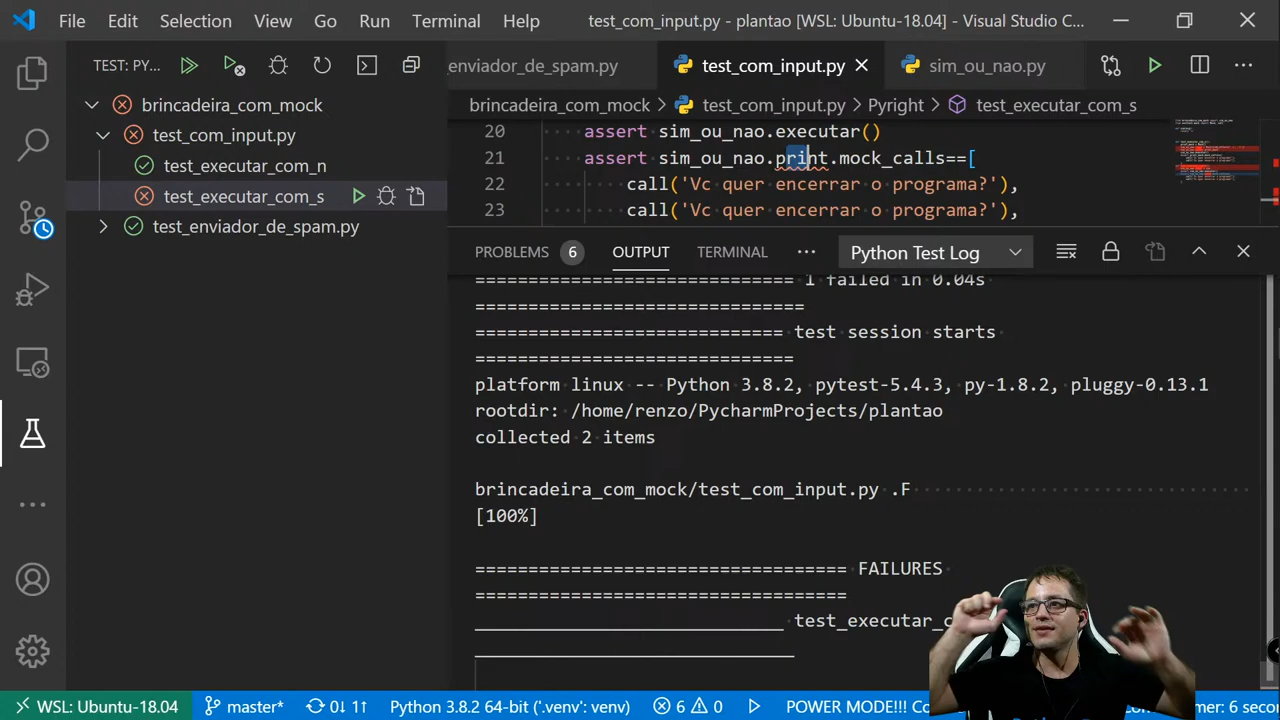 File Edit Selection View Go Run Terminal Help test_com_input.py - plantao [WSL: Ubuntu-18.04] - Visual Studio C...
TEST: PY...
enviador_de_spam.py test_com_input.py sim_ou_nao.py
brincadeira_com_mock
test_com_input.py
test_executar_com_n
test_executar_com_s
test_enviador_de_spam.py
brincadeira_com_mock test_com_input.py Pyright test_executar_com_s
20 assert sim_ou_nao.executar()
21 assert sim_ou_nao.print.mock_calls==[
22 call('Vc quer encerrar o programa?'),
23 call('Vc quer encerrar o programa?'),
PROBLEMS 6 OUTPUT TERMINAL ... Python Test Log
============================== 1 failed in 0.04s
===============================
============================= test session starts
==============================
platform linux -- Python 3.8.2, pytest-5.4.3, py-1.8.2, pluggy-0.13.1
rootdir: /home/renzo/PycharmProjects/plantao
collected 2 items
brincadeira_com_mock/test_com_input.py .F
[100%]
=================================== FAILURES
===================================
_____________________________ test_executar_c
______________________________
WSL: Ubuntu-18.04 master* 0↓ 1↑ Python 3.8.2 64-bit ('.venv': venv) 6 0 POWER MODE!!! Co mer: 6 secon